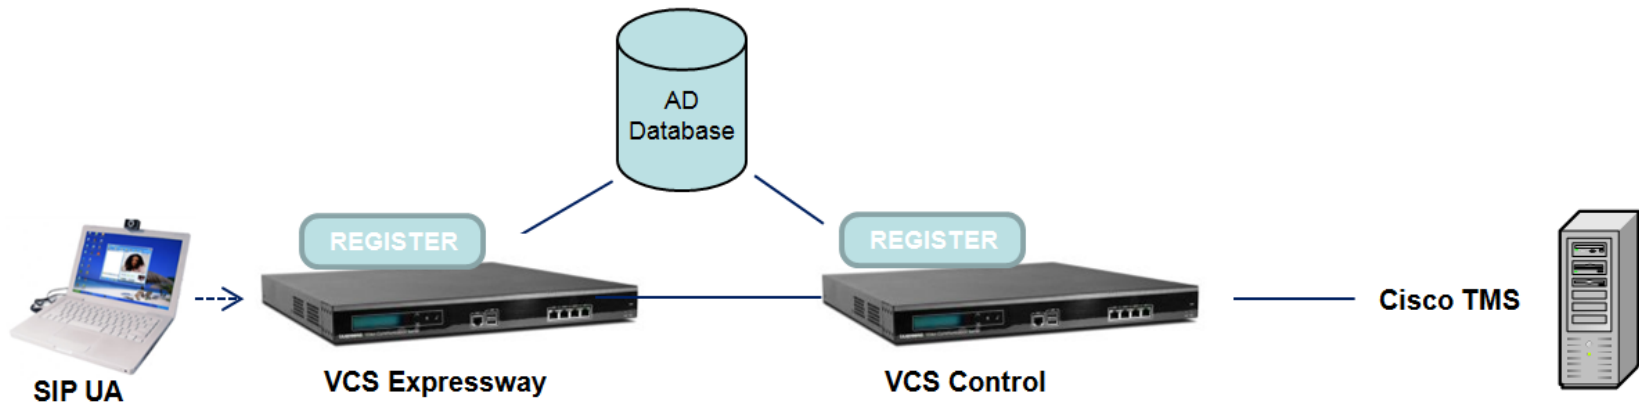 AD
Database
REGISTER
REGISTER
Cisco TMS
SIP UA
VCS Expressway
VCS Control